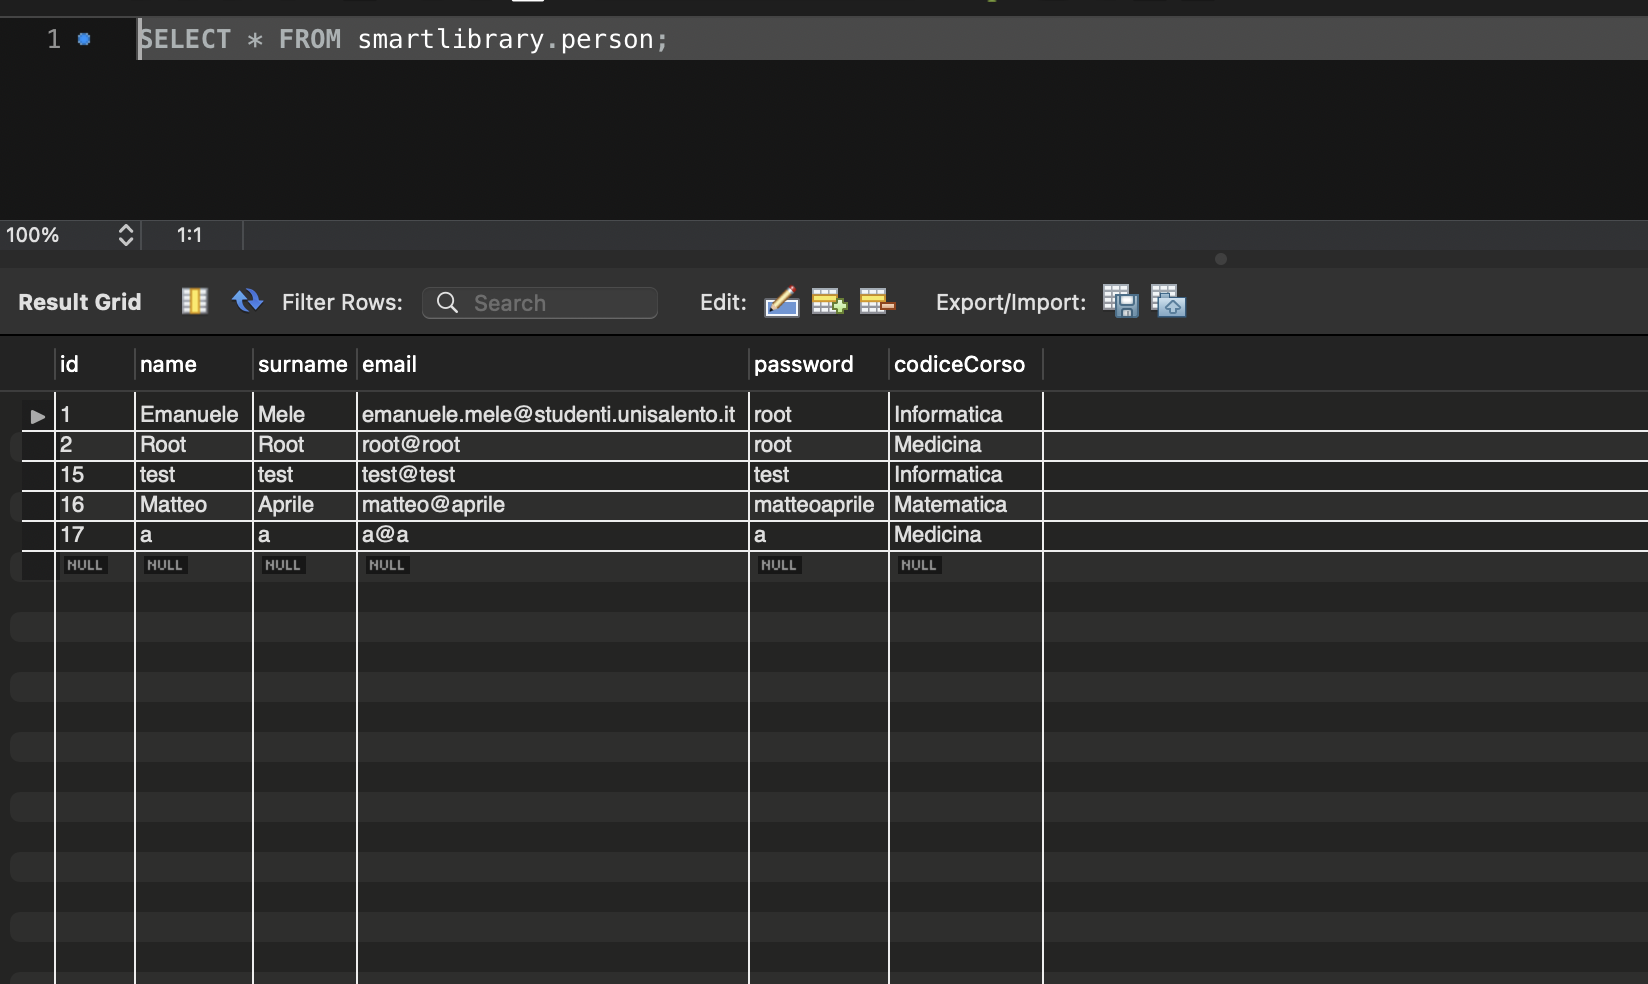 1 SELECT * FROM smartlibrary.person;
100% 1:1
Result Grid Filter Rows: Search Edit: Export/Import:
id name surname email password codiceCorso
1 Emanuele Mele emanuele.mele@studenti.unisalento.it root Informatica
2 Root Root root@root root Medicina
15 test test test@test test Informatica
16 Matteo Aprile matteo@aprile matteoaprile Matematica
17 a a a@a a Medicina
NULL NULL NULL NULL NULL NULL